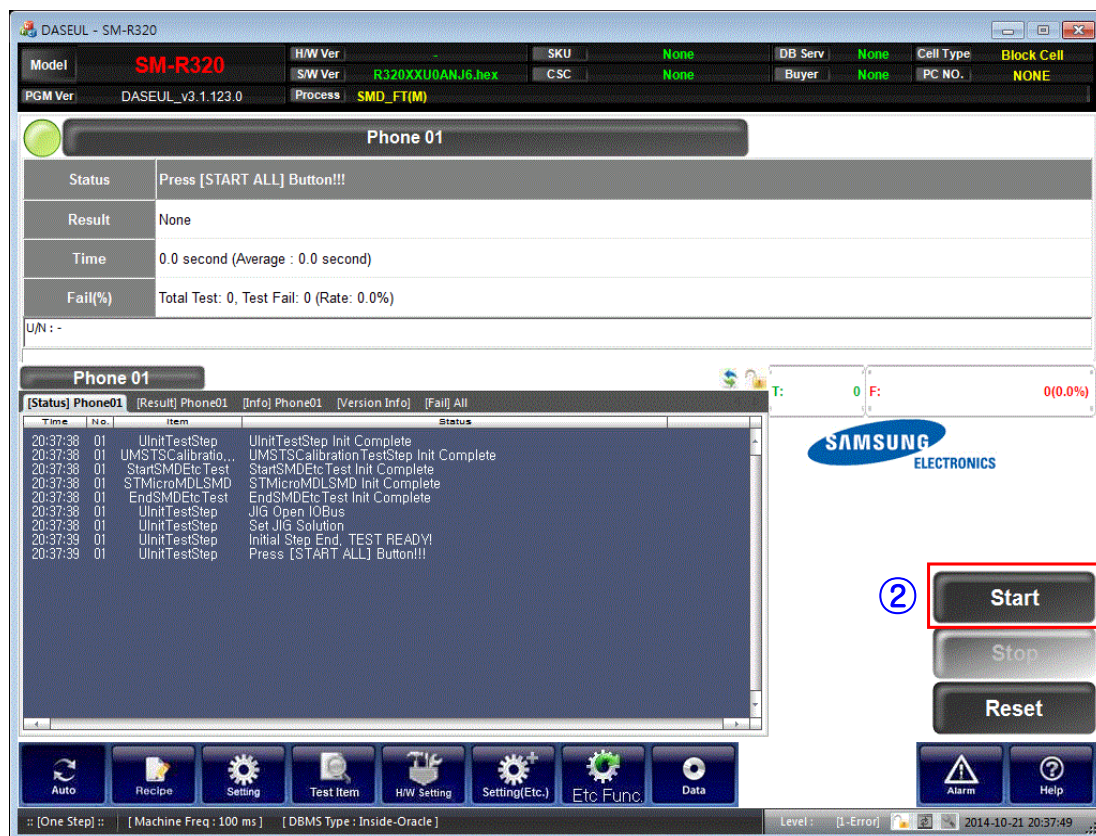 DASEUL - SM-R320
Model SM-R320 H/W Ver - SKU None DB Serv None Cell Type Block Cell
S/W Ver R320XXU0ANJ6.hex CSC None Buyer None PC NO. NONE
PGM Ver DASEUL_v3.1.123.0 Process SMD_FT(M)
Phone 01
Status Press [START ALL] Button!!!
Result None
Time 0.0 second (Average : 0.0 second)
Fail(%) Total Test: 0, Test Fail: 0 (Rate: 0.0%)
U/N : -
Phone 01
T: 0 F: 0(0.0%)
[Status] Phone01 [Result] Phone01 [Info] Phone01 [Version Info] [Fail] All
Time No. Item Status
20:37:38 01 UInitTestStep UInitTestStep Init Complete
20:37:38 01 UMSTSCalibratio... UMSTSCalibrationTestStep Init Complete
20:37:38 01 StartSMDEtcTest StartSMDEtcTest Init Complete
20:37:38 01 STMicroMDLSMD STMicroMDLSMD Init Complete
20:37:38 01 EndSMDEtcTest EndSMDEtcTest Init Complete
20:37:38 01 UInitTestStep JIG Open IOBus
20:37:38 01 UInitTestStep Set JIG Solution
20:37:39 01 UInitTestStep Initial Step End, TEST READY!
20:37:39 01 UInitTestStep Press [START ALL] Button!!!
SAMSUNG
ELECTRONICS
② Start
Stop
Reset
Auto Recipe Setting Test Item H/W Setting Setting(Etc.) Etc Func. Data Alarm Help
:: [One Step] :: [Machine Freq : 100 ms] [DBMS Type : Inside-Oracle] Level : [1-Error] 2014-10-21 20:37:49